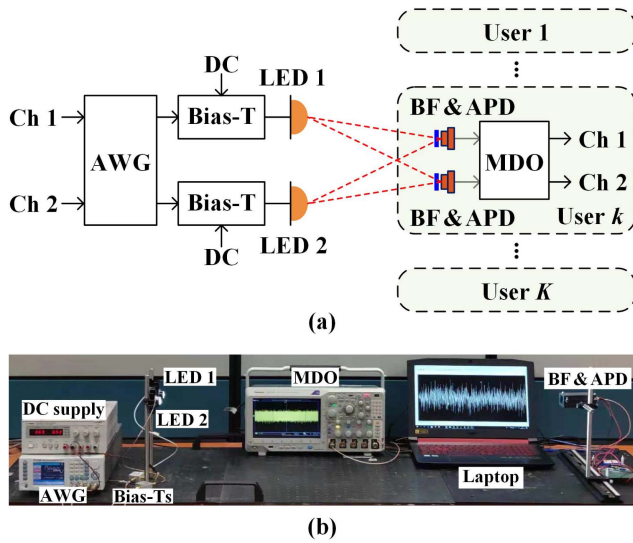 User 1
DC
LED 1
BF & APD
Ch 1
Bias-T
Ch 1
AWG
MDO
Ch 2
Ch 2
Bias-T
BF & APD
User k
DC
LED 2
User K
(a)
LED 1
MDO
BF & APD
DC supply
LED 2
AWG
Bias-Ts
Laptop
(b)